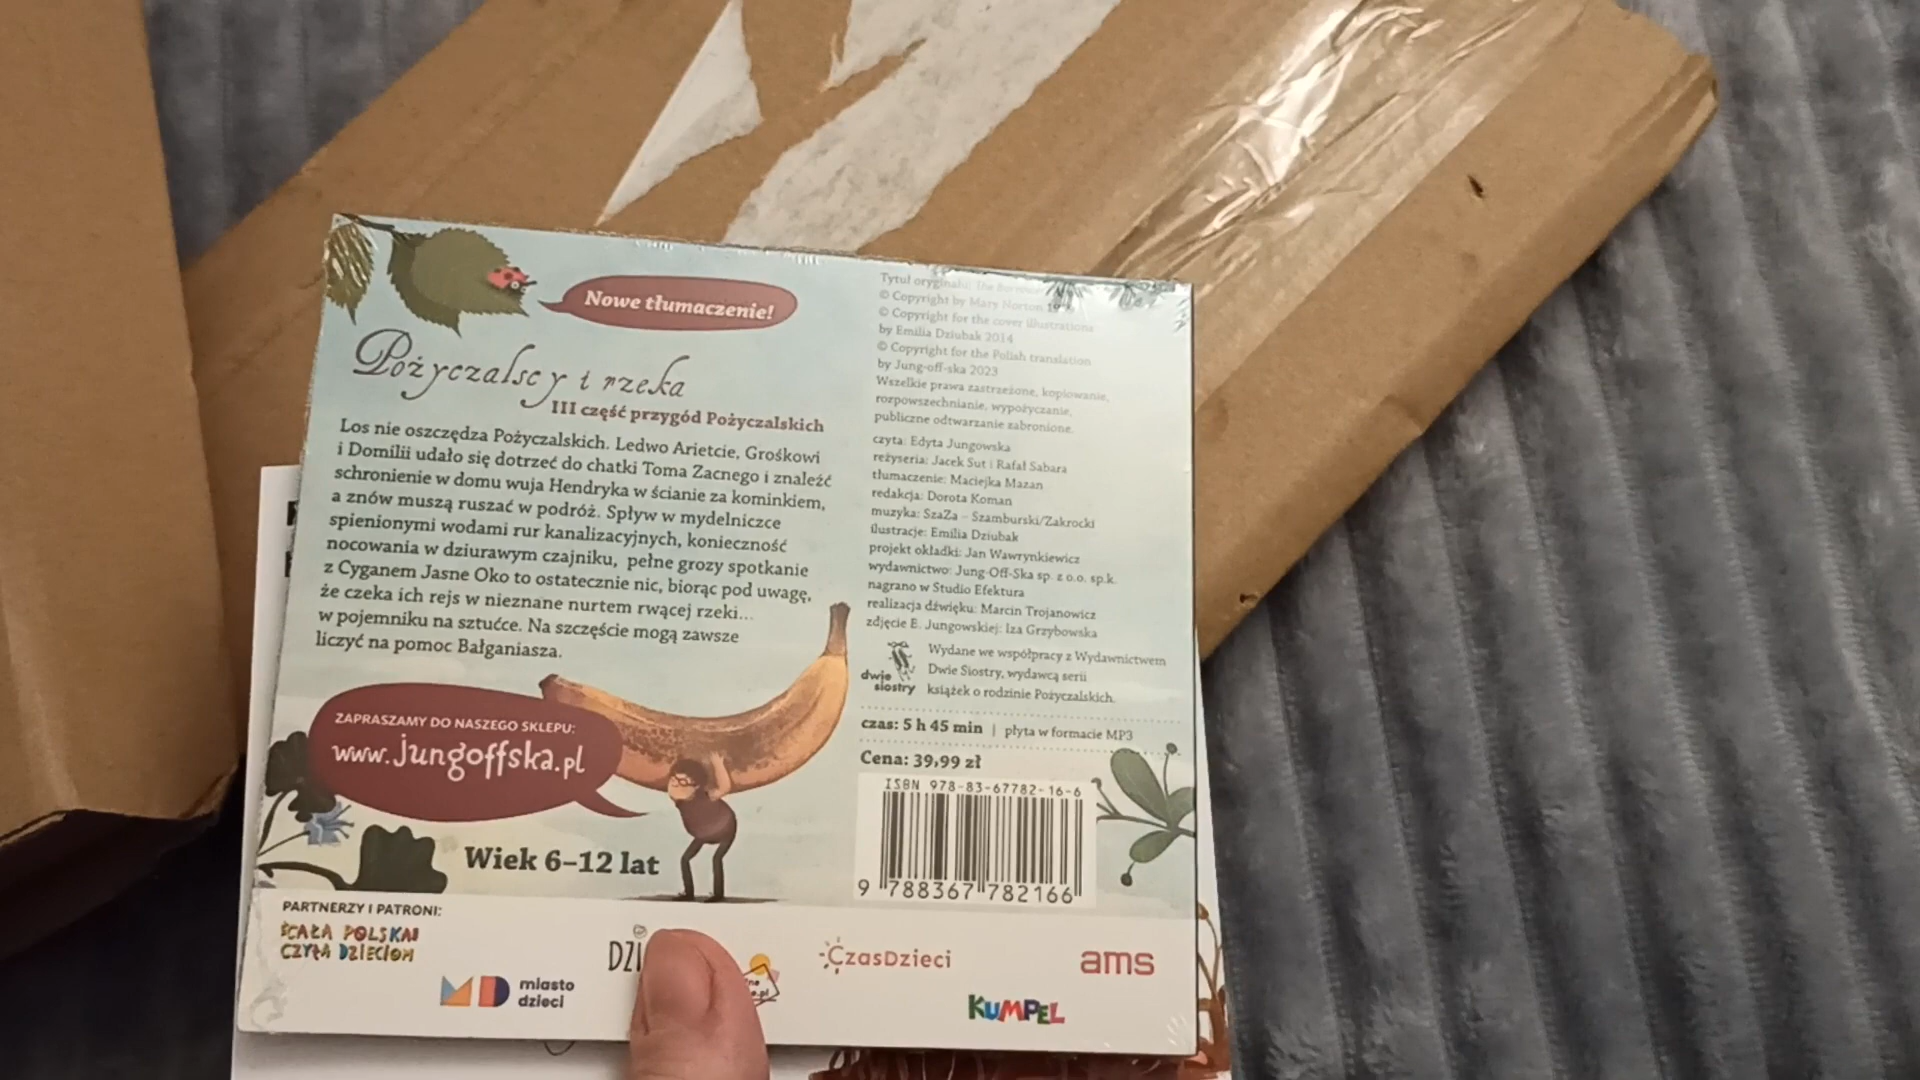 Nowe tłumaczenie!
Pożyczalscy i rzeka
III część przygód Pożyczalskich
Los nie oszczędza Pożyczalskich. Ledwo Arietcie, Grośkowi
i Domilii udało się dotrzeć do chatki Toma Zacnego i znaleźć
schronienie w domu wuja Hendryka w ścianie za kominkiem,
a znów muszą ruszać w podróż. Spływ w mydelniczce
spienionymi wodami rur kanalizacyjnych, konieczność
nocowania w dziurawym czajniku, pełne grozy spotkanie
z Cyganem Jasne Oko to ostatecznie nic, biorąc pod uwagę,
że czeka ich rejs w nieznane nurtem rwącej rzeki...
w pojemniku na sztućce. Na szczęście mogą zawsze
liczyć na pomoc Bałganiasza.
ZAPRASZAMY DO NASZEGO SKLEPU:
www.jungoffska.pl
Wiek 6–12 lat
Tytuł oryginału: The
© Copyright by Mary Norton
© Copyright for the cover illustrations
by Emilia Dziubak 2014
© Copyright for the Polish translation
by Jung-off-ska 2023
Wszelkie prawa zastrzeżone, kopiowanie,
rozpowszechnianie, wypożyczanie,
publiczne odtwarzanie zabronione.
czyta: Edyta Jungowska
reżyseria: Jacek Sut i Rafał Sabara
tłumaczenie: Maciejka Mazan
redakcja: Dorota Koman
muzyka: SzaZa – Szamburski/Zakrocki
ilustracje: Emilia Dziubak
projekt okładki: Jan Wawrynkiewicz
wydawnictwo: Jung-Off-Ska sp. z o.o. sp.k.
nagrano w Studio Efektura
realizacja dźwięku: Marcin Trojanowicz
zdjęcie E. Jungowskiej: Iza Grzybowska
dwie
siostry
Wydane we współpracy z Wydawnictwem
Dwie Siostry, wydawcą serii
książek o rodzinie Pożyczalskich.
czas: 5 h 45 min | płyta w formacie MP3
Cena: 39,99 zł
ISBN 978-83-67782-16-6
9 788367 782166
PARTNERZY I PATRONI:
CAŁA POLSKA
CZYTA DZIECIOM
miasto
dzieci
CzasDzieci
KUMPEL
ams